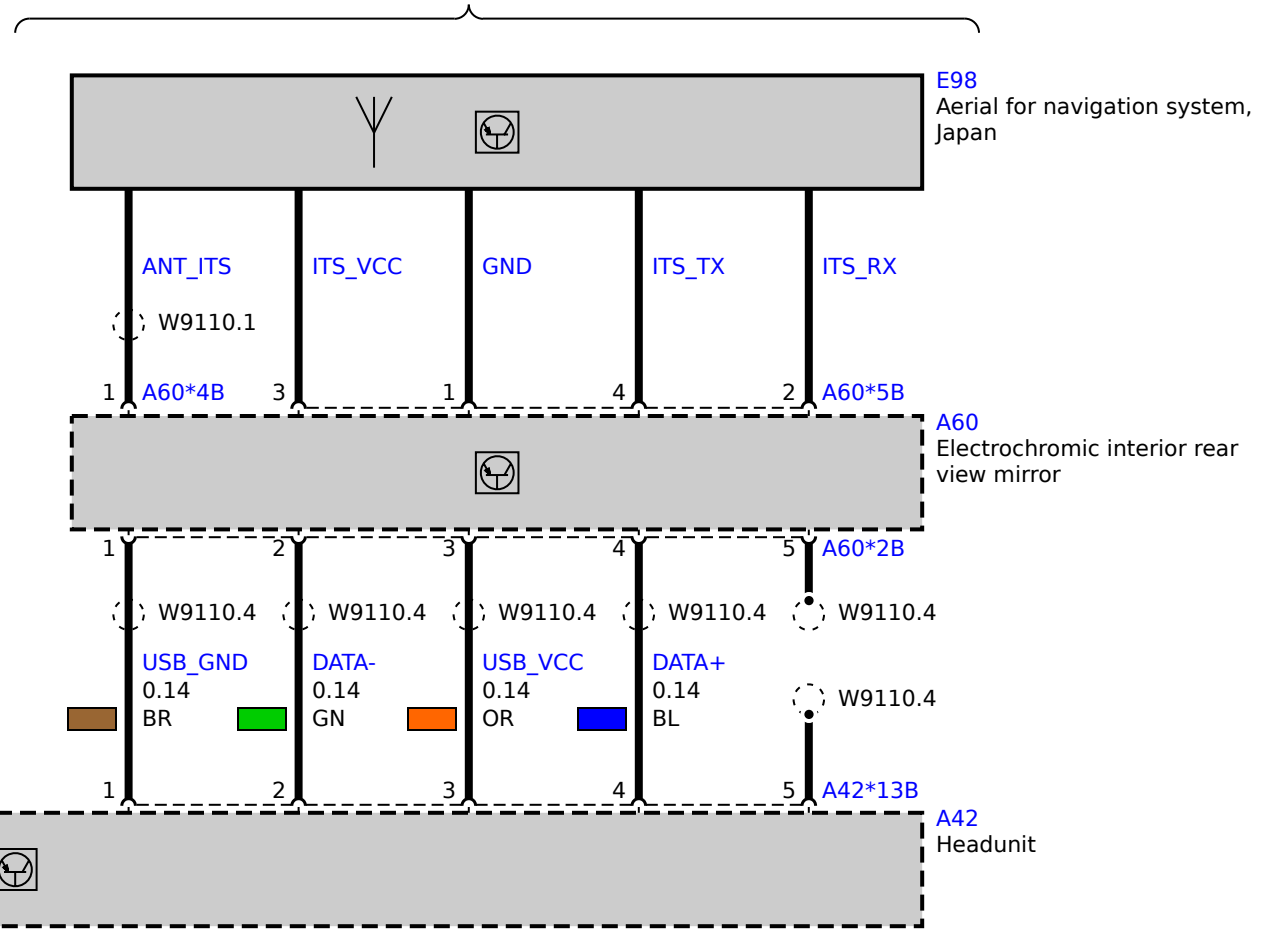 E98
Aerial for navigation system,
Japan
ANT_ITS ITS_VCC GND ITS_TX ITS_RX
W9110.1
1 A60*4B 3 1 4 2 A60*5B
A60
Electrochromic interior rear
view mirror
1 2 3 4 5 A60*2B
W9110.4 W9110.4 W9110.4 W9110.4 W9110.4
USB_GND DATA- USB_VCC DATA+
0.14 0.14 0.14 0.14
W9110.4
BR GN OR BL
1 2 3 4 5 A42*13B
A42
Headunit